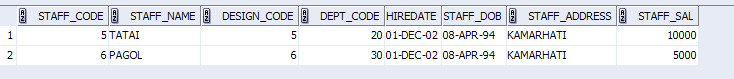 STAFF_CODE STAFF_NAME DESIGN_CODE DEPT_CODE HIREDATE STAFF_DOB STAFF_ADDRESS STAFF_SAL
1 5 TATAI 5 20 01-DEC-02 08-APR-94 KAMARHATI 10000
2 6 PAGOL 6 30 01-DEC-02 08-APR-94 KAMARHATI 5000